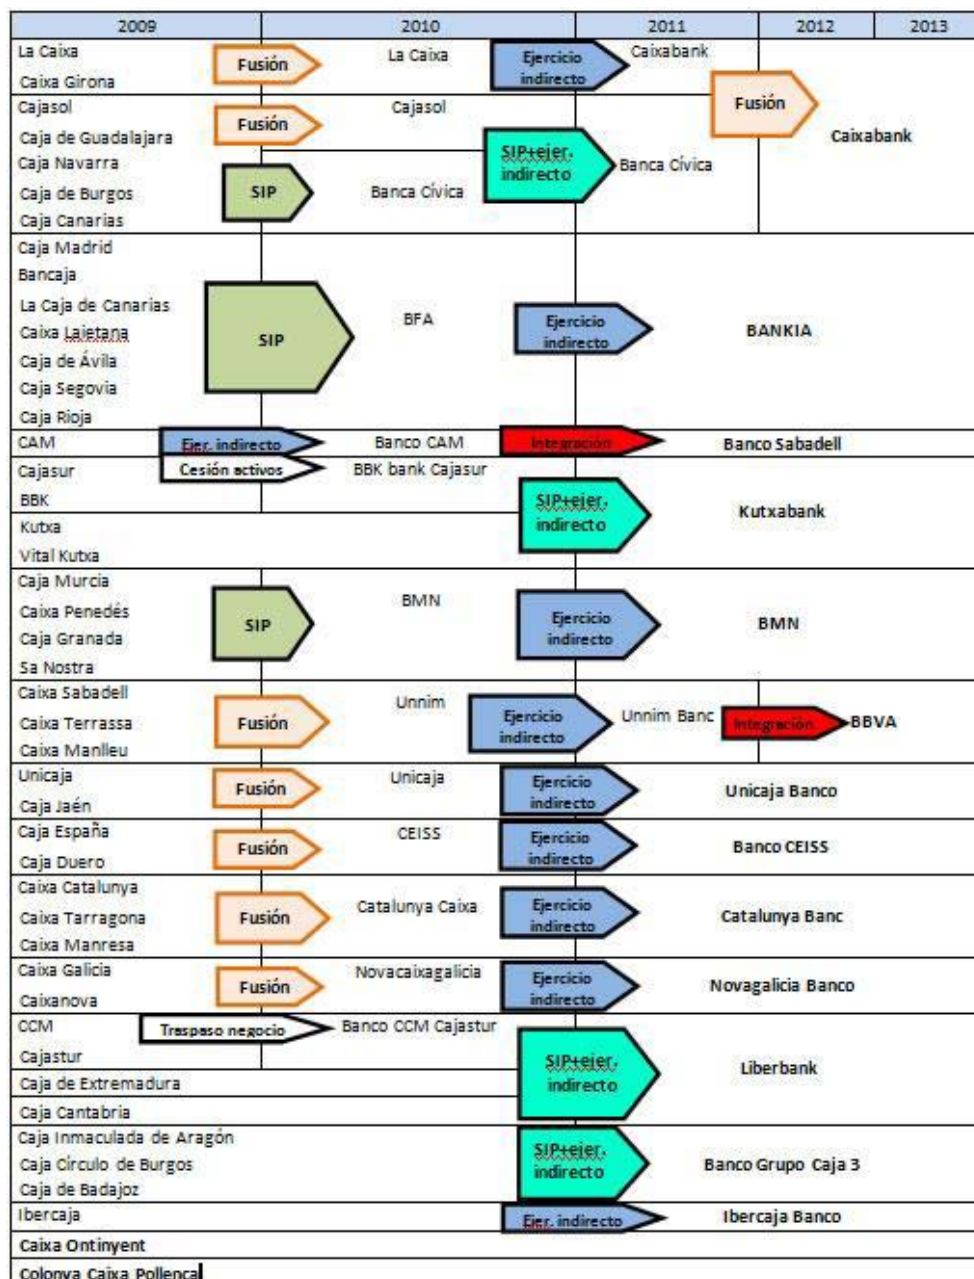 2009 2010 2011 2012 2013
La Caixa
Caixa Girona
Fusión
La Caixa
Ejercicio
indirecto
Caixabank
Fusión
Caixabank
Cajasol
Caja de Guadalajara
Fusión
Cajasol
Caja Navarra
Caja de Burgos
Caja Canarias
SIP
Banca Cívica
SIP+ejer.
indirecto
Banca Cívica
Caja Madrid
Bancaja
La Caja de Canarias
Caixa Laietana
Caja de Ávila
Caja Segovia
Caja Rioja
SIP
BFA
Ejercicio
indirecto
BANKIA
CAM
Ejer. indirecto
Banco CAM
Integración
Banco Sabadell
Cajasur
Cesión activos
BBK bank Cajasur
BBK
Kutxa
Vital Kutxa
SIP+ejer.
indirecto
Kutxabank
Caja Murcia
Caixa Penedés
Caja Granada
Sa Nostra
SIP
BMN
Ejercicio
indirecto
BMN
Caixa Sabadell
Caixa Terrassa
Caixa Manlleu
Fusión
Unnim
Ejercicio
indirecto
Unnim Banc
Integración
BBVA
Unicaja
Caja Jaén
Fusión
Unicaja
Ejercicio
indirecto
Unicaja Banco
Caja España
Caja Duero
Fusión
CEISS
Ejercicio
indirecto
Banco CEISS
Caixa Catalunya
Caixa Tarragona
Caixa Manresa
Fusión
Catalunya Caixa
Ejercicio
indirecto
Catalunya Banc
Caixa Galicia
Caixanova
Fusión
Novacaixagalicia
Ejercicio
indirecto
Novagalicia Banco
CCM
Traspaso negocio
Banco CCM Cajastur
Cajastur
Caja de Extremadura
Caja Cantabria
SIP+ejer.
indirecto
Liberbank
Caja Inmaculada de Aragón
Caja Círculo de Burgos
Caja de Badajoz
SIP+ejer.
indirecto
Banco Grupo Caja 3
Ibercaja
Ejer. indirecto
Ibercaja Banco
Caixa Ontinyent
Colonya Caixa Pollença